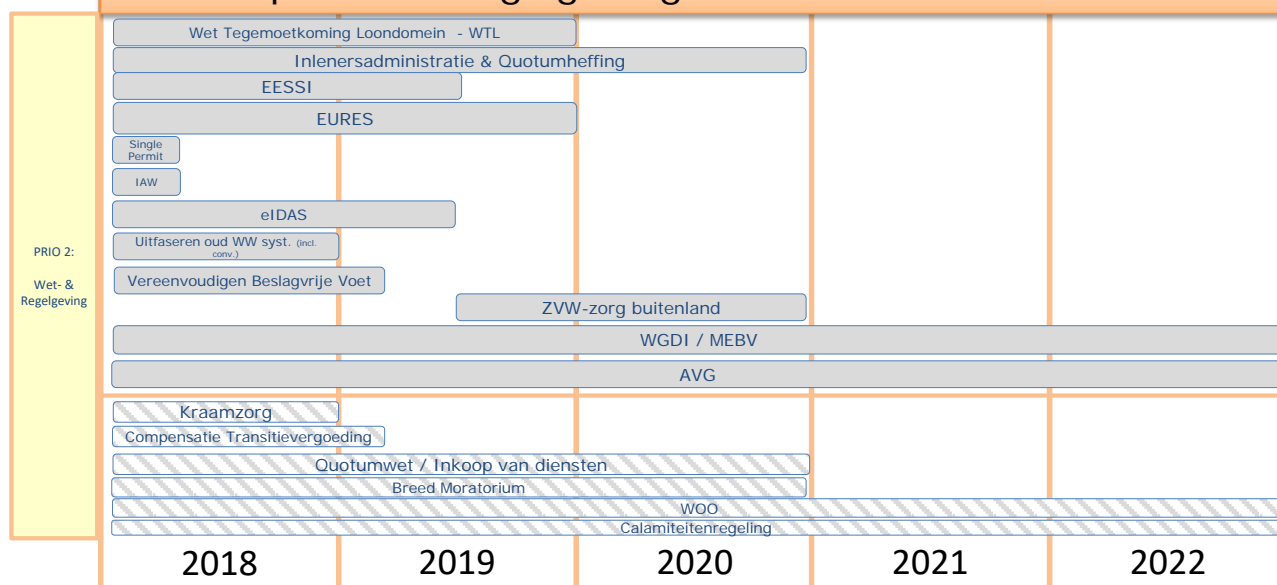 Wet Tegemoetkoming Loondomein - WTL
Inlenersadministratie & Quotumheffing
EESSI
EURES
Single
Permit
IAW
eIDAS
Uitfaseren oud WW syst. (incl.
conv.)
PRIO 2:
Wet- &
Regelgeving
Vereenvoudigen Beslagvrije Voet
ZVW-zorg buitenland
WGDI / MEBV
AVG
Kraamzorg
Compensatie Transitievergoeding
Quotumwet / Inkoop van diensten
Breed Moratorium
WOO
Calamiteitenregeling
2018 2019 2020 2021 2022